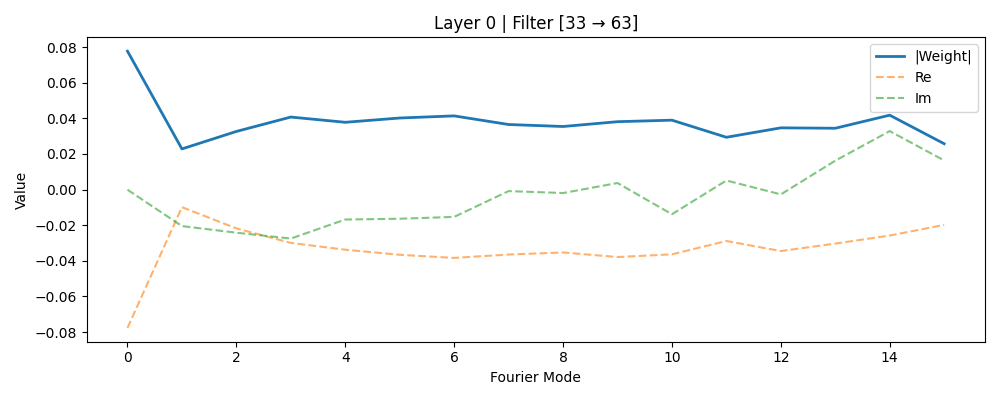 Layer 0 | Filter [33 → 63]
|Weight|
Re
Im
Value
0.08
0.06
0.04
0.02
0.00
−0.02
−0.04
−0.06
−0.08
0 2 4 6 8 10 12 14
Fourier Mode